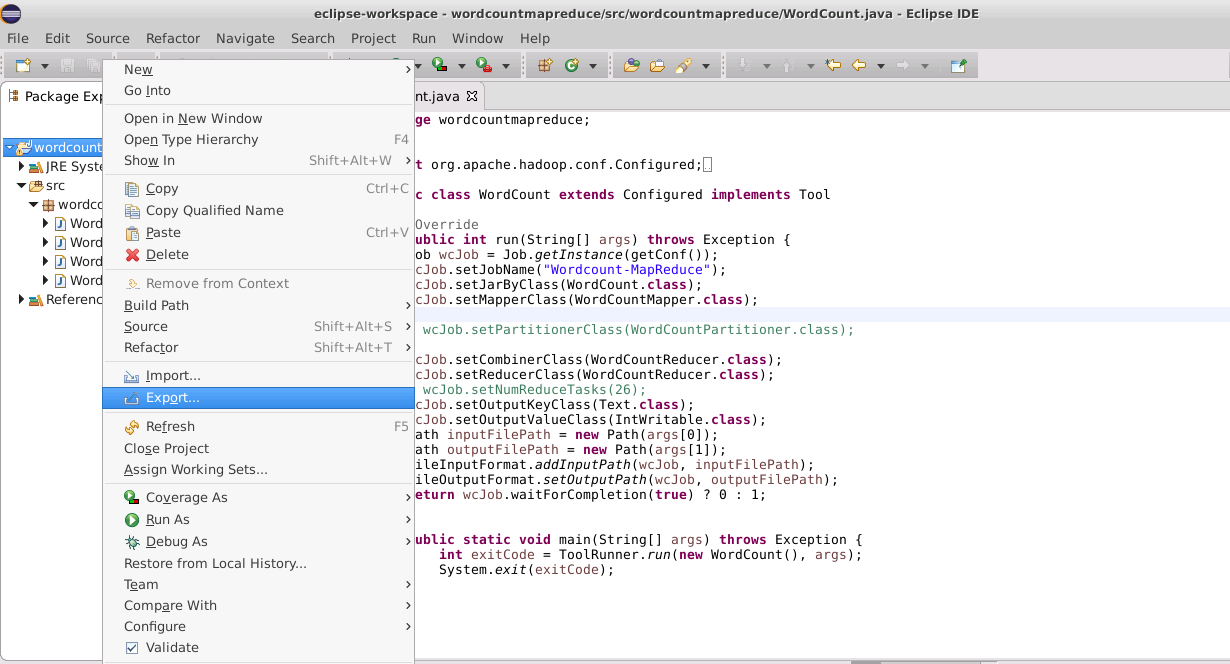 eclipse-workspace - wordcountmapreduce/src/wordcountmapreduce/WordCount.java - Eclipse IDE
File Edit Source Refactor Navigate Search Project Run Window Help
Package Exp
wordcount
JRE Syste
src
wordco
Word
Word
Word
Word
Referenc
New
Go Into
Open in New Window
Open Type Hierarchy F4
Show In Shift+Alt+W
Copy Ctrl+C
Copy Qualified Name
Paste Ctrl+V
Delete
Remove from Context
Build Path
Source Shift+Alt+S
Refactor Shift+Alt+T
Import...
Export...
Refresh F5
Close Project
Assign Working Sets...
Coverage As
Run As
Debug As
Restore from Local History...
Team
Compare With
Configure
Validate
nt.java
ge wordcountmapreduce;
t org.apache.hadoop.conf.Configured;
c class WordCount extends Configured implements Tool
Override
ublic int run(String[] args) throws Exception {
ob wcJob = Job.getInstance(getConf());
cJob.setJobName("Wordcount-MapReduce");
cJob.setJarByClass(WordCount.class);
cJob.setMapperClass(WordCountMapper.class);
wcJob.setPartitionerClass(WordCountPartitioner.class);
cJob.setCombinerClass(WordCountReducer.class);
cJob.setReducerClass(WordCountReducer.class);
wcJob.setNumReduceTasks(26);
cJob.setOutputKeyClass(Text.class);
cJob.setOutputValueClass(IntWritable.class);
ath inputFilePath = new Path(args[0]);
ath outputFilePath = new Path(args[1]);
ileInputFormat.addInputPath(wcJob, inputFilePath);
ileOutputFormat.setOutputPath(wcJob, outputFilePath);
eturn wcJob.waitForCompletion(true) ? 0 : 1;
ublic static void main(String[] args) throws Exception {
int exitCode = ToolRunner.run(new WordCount(), args);
System.exit(exitCode);